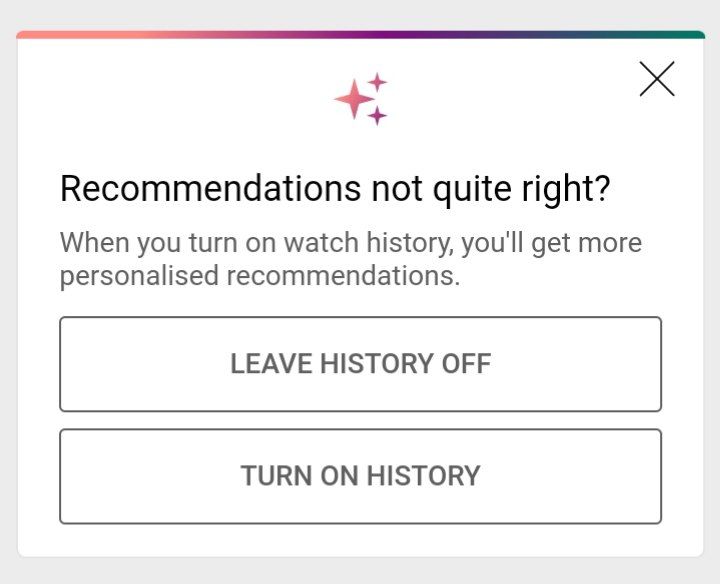 Recommendations not quite right?
When you turn on watch history, you'll get more
personalised recommendations.
LEAVE HISTORY OFF
TURN ON HISTORY